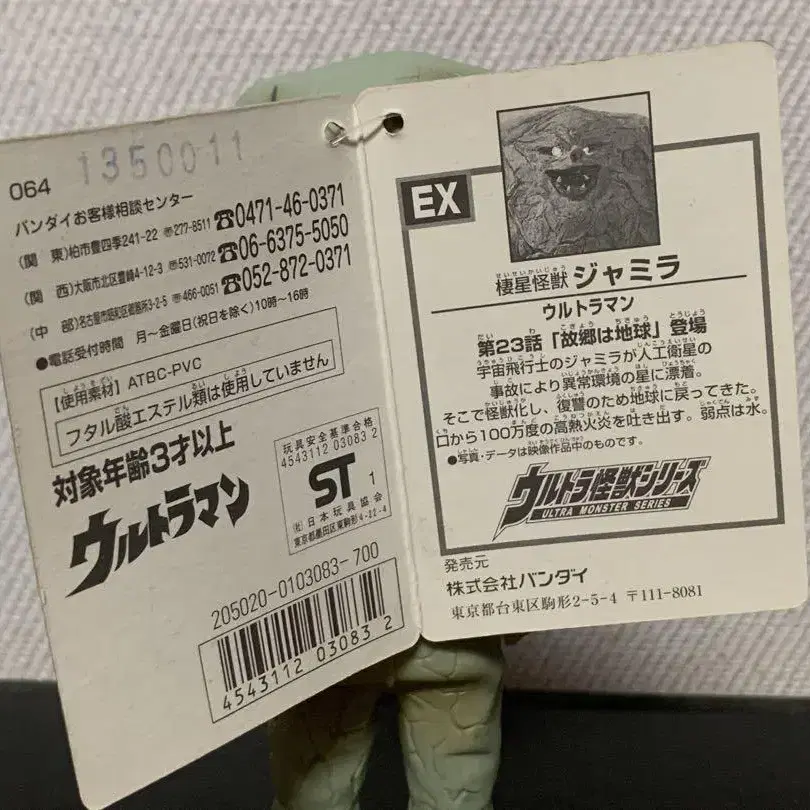 064 1350011
バンダイお客様相談センター
(関 東)柏市豊四季241-22 〠277-8511 ☎0471-46-0371
(関 西)大阪市北区豊崎4-12-3 〠531-0072 ☎06-6375-5050
(中 部)名古屋市昭和区御器所3-2-5 〠466-0051 ☎052-872-0371
●電話受付時間 月〜金曜日(祝日を除く)10時〜16時
【使用素材】ATBC-PVC
フタル酸エステル類は使用していません
対象年齢3才以上
ウルトラマン
玩具安全基準合格
4543112 03083 2
ST 1
(社)日本玩具協会
東京都墨田区東駒形4-22-4
205020-0103083-700
4543112 030832
EX
棲星怪獣 ジャミラ
ウルトラマン
第23話「故郷は地球」登場
宇宙飛行士のジャミラが人工衛星の
事故により異常環境の星に漂着。
そこで怪獣化し、復讐のため地球に戻ってきた。
口から100万度の高熱火炎を吐き出す。弱点は水。
●写真・データは映像作品中のものです。
ウルトラ怪獣シリーズ
ULTRA MONSTER SERIES
発売元
株式会社バンダイ
東京都台東区駒形2-5-4 〒111-8081